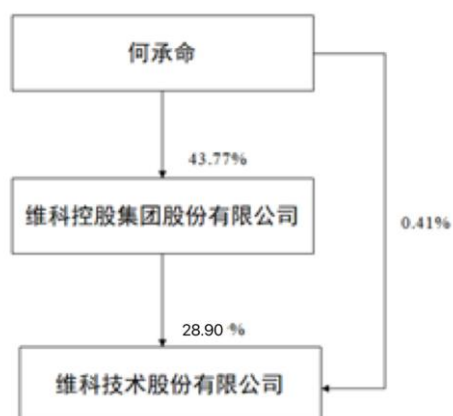 何承命
43.77%
维科控股集团股份有限公司
0.41%
28.90 %
维科技术股份有限公司